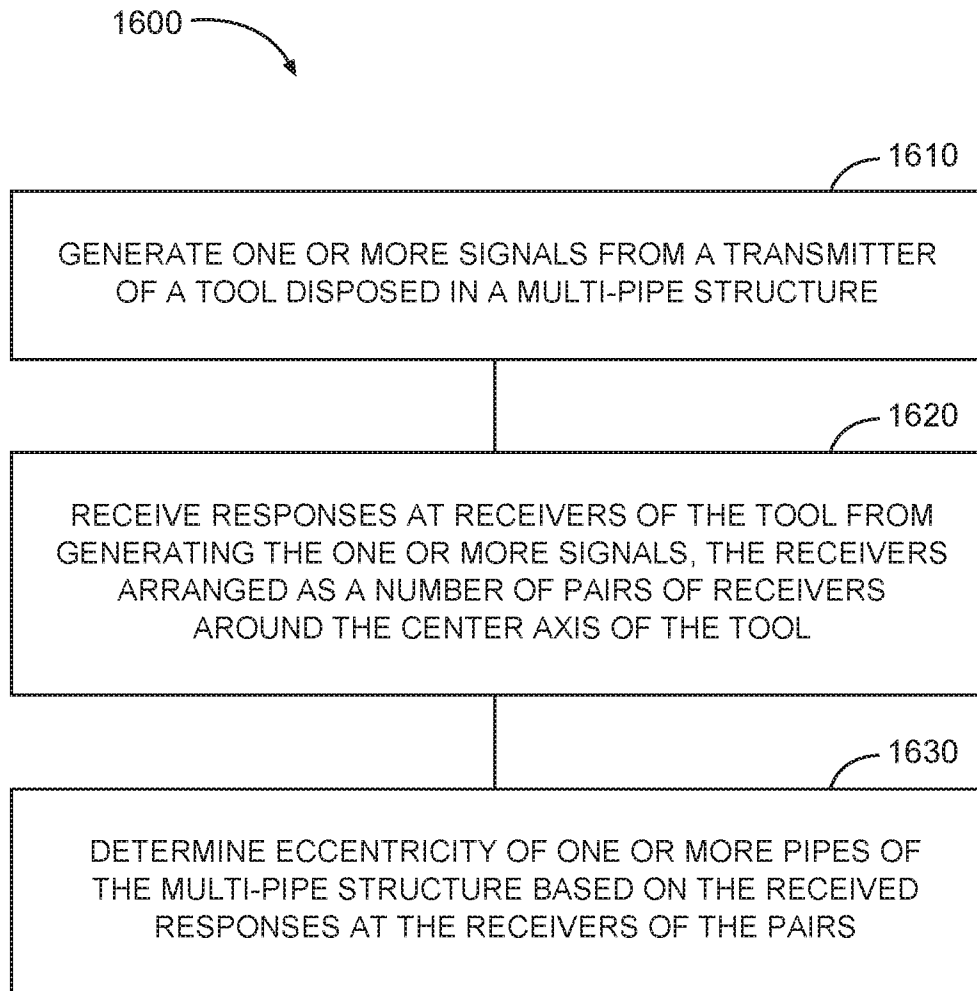 1600
1610
GENERATE ONE OR MORE SIGNALS FROM A TRANSMITTER
OF A TOOL DISPOSED IN A MULTI-PIPE STRUCTURE
1620
RECEIVE RESPONSES AT RECEIVERS OF THE TOOL FROM
GENERATING THE ONE OR MORE SIGNALS, THE RECEIVERS
ARRANGED AS A NUMBER OF PAIRS OF RECEIVERS
AROUND THE CENTER AXIS OF THE TOOL
1630
DETERMINE ECCENTRICITY OF ONE OR MORE PIPES OF
THE MULTI-PIPE STRUCTURE BASED ON THE RECEIVED
RESPONSES AT THE RECEIVERS OF THE PAIRS